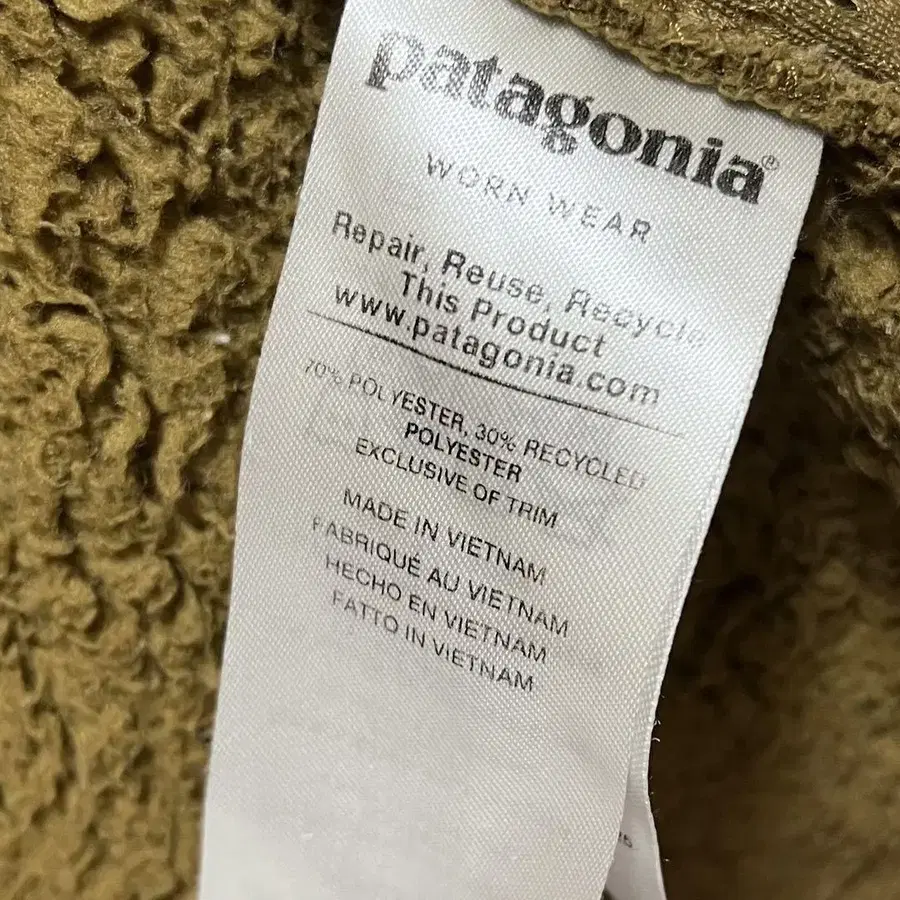 patagonia®
WORN WEAR
Repair, Reuse, Recycl
This Product
www.patagonia.com
70% POLYESTER, 30% RECYCLED
POLYESTER
EXCLUSIVE OF TRIM
MADE IN VIETNAM
FABRIQUÉ AU VIETNAM
HECHO EN VIETNAM
FATTO IN VIETNAM